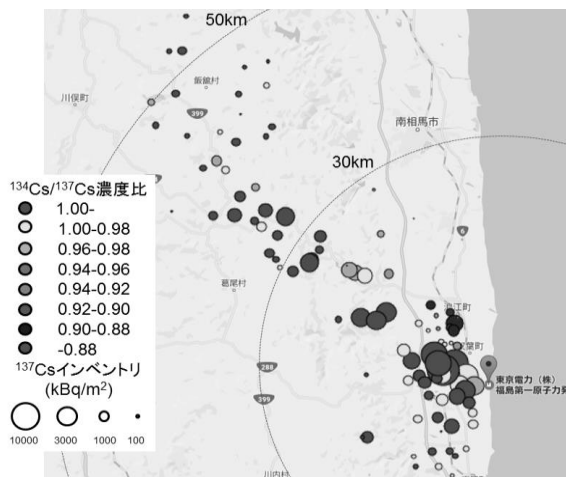 50km
飯舘村
川俣町
399
南相馬市
30km
6
¹³⁴Cs/¹³⁷Cs濃度比
1.00-
1.00-0.98
0.96-0.98
0.94-0.96
0.94-0.92
0.92-0.90
0.90-0.88
-0.88
¹³⁷Csインベントリ
(kBq/m²)
10000 3000 1000 100
葛尾村
江町
葉町
288
399
東京電力(株)
福島第一原子力発
川内村